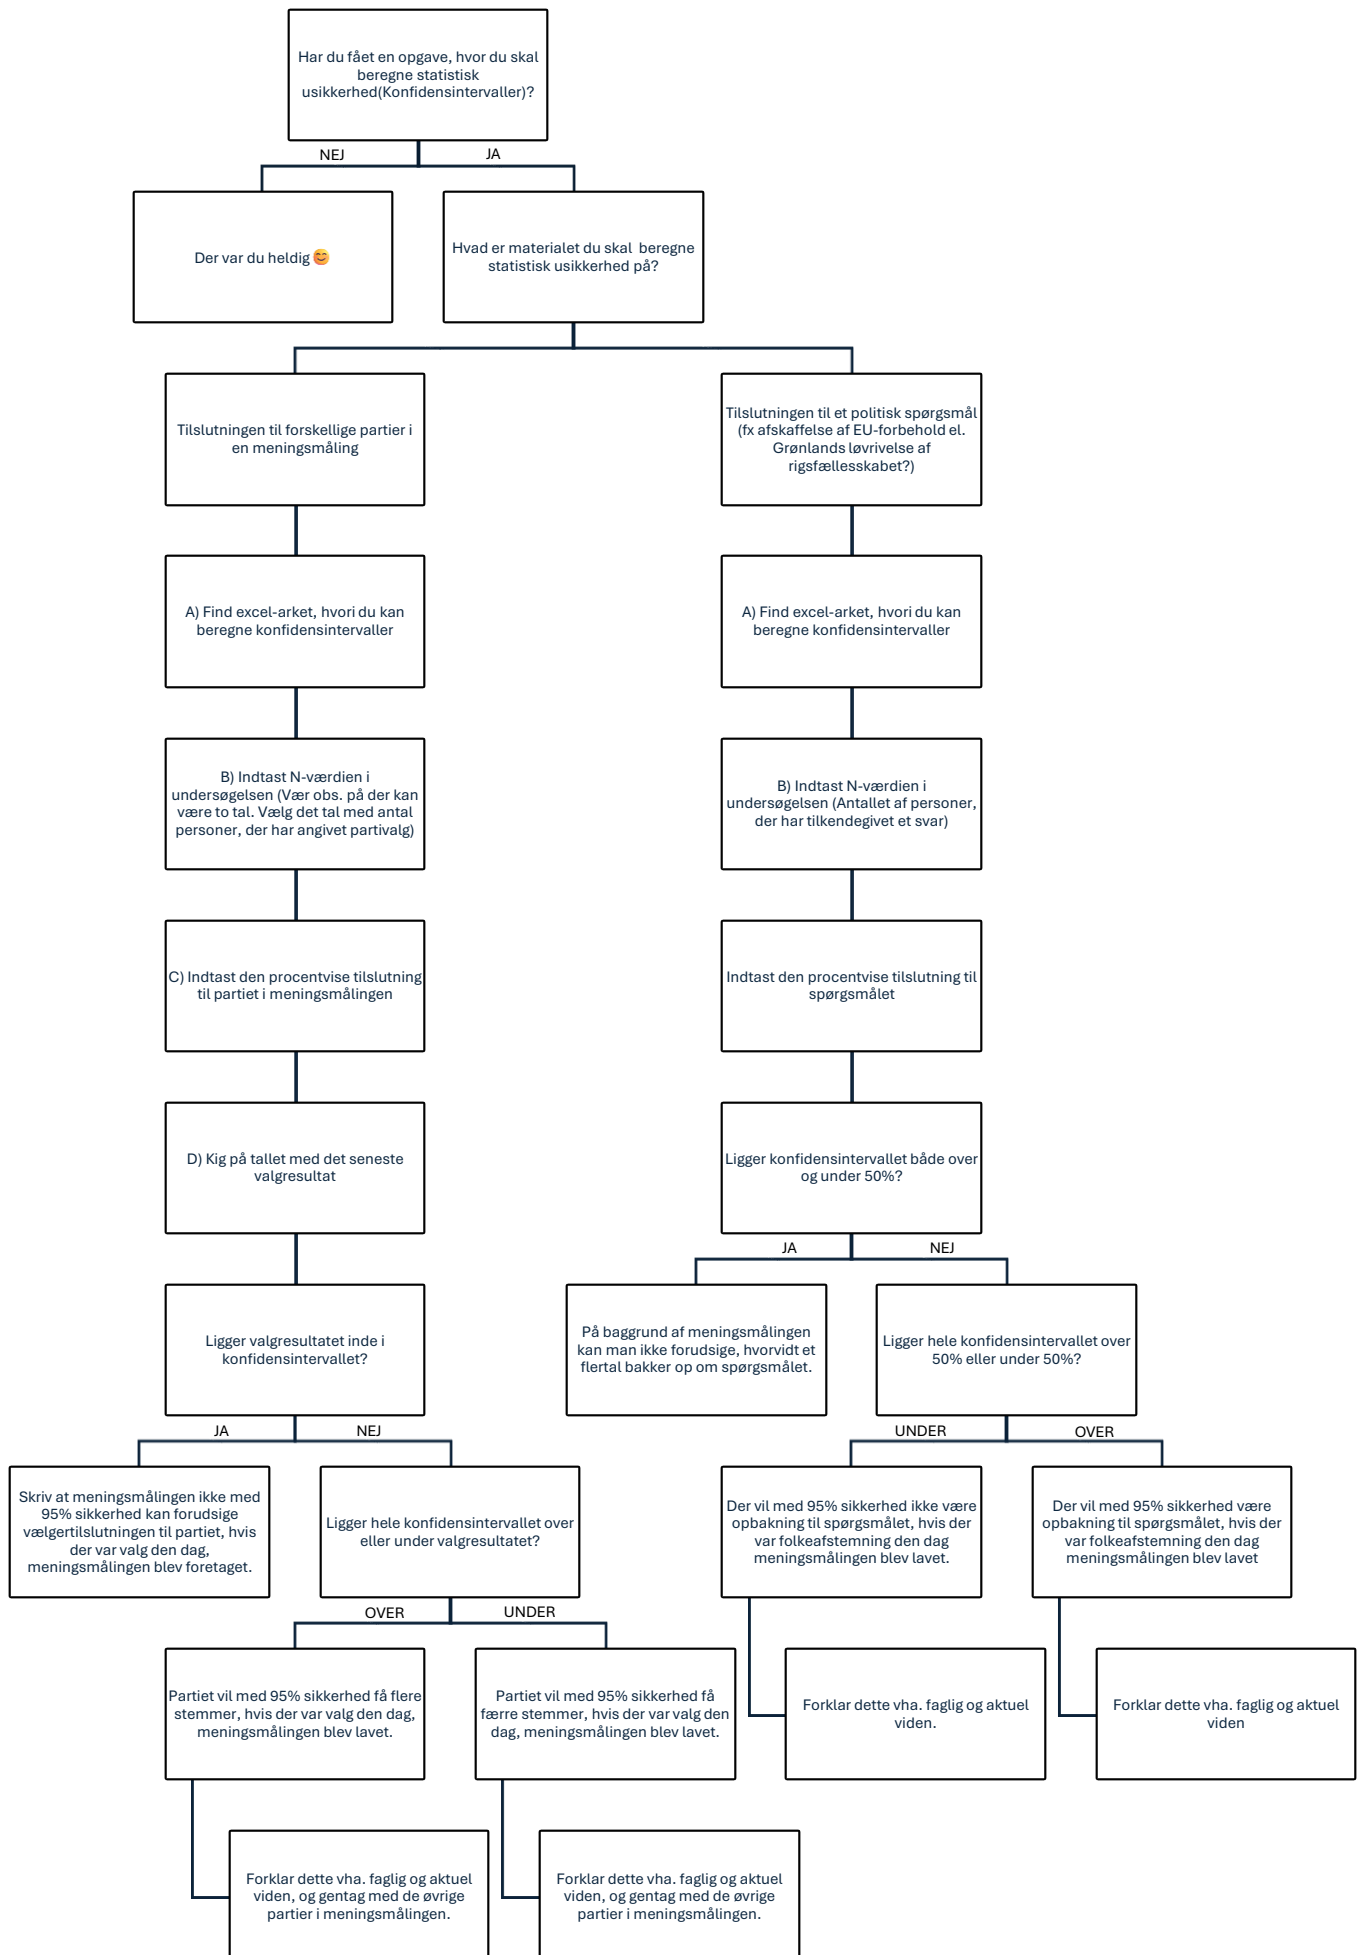 Har du fået en opgave, hvor du skal
beregne statistisk
usikkerhed(Konfidensintervaller)?
NEJ
JA
Der var du heldig 😊
Hvad er materialet du skal  beregne
statistisk usikkerhed på?
Tilslutningen til forskellige partier i
en meningsmåling
Tilslutningen til et politisk spørgsmål
(fx afskaffelse af EU-forbehold el.
Grønlands løvrivelse af
rigsfællesskabet?)
A) Find excel-arket, hvori du kan
beregne konfidensintervaller
A) Find excel-arket, hvori du kan
beregne konfidensintervaller
B) Indtast N-værdien i
undersøgelsen (Vær obs. på der kan
være to tal. Vælg det tal med antal
personer, der har angivet partivalg)
B) Indtast N-værdien i
undersøgelsen (Antallet af personer,
der har tilkendegivet et svar)
C) Indtast den procentvise tilslutning
til partiet i meningsmålingen
Indtast den procentvise tilslutning til
spørgsmålet
D) Kig på tallet med det seneste
valgresultat
Ligger konfidensintervallet både over
og under 50%?
JA
NEJ
Ligger valgresultatet inde i
konfidensintervallet?
På baggrund af meningsmålingen
kan man ikke forudsige, hvorvidt et
flertal bakker op om spørgsmålet.
Ligger hele konfidensintervallet over
50% eller under 50%?
JA
NEJ
UNDER
OVER
Skriv at meningsmålingen ikke med
95% sikkerhed kan forudsige
vælgertilslutningen til partiet, hvis
der var valg den dag,
meningsmålingen blev foretaget.
Ligger hele konfidensintervallet over
eller under valgresultatet?
Der vil med 95% sikkerhed ikke være
opbakning til spørgsmålet, hvis der
var folkeafstemning den dag
meningsmålingen blev lavet.
Der vil med 95% sikkerhed være
opbakning til spørgsmålet, hvis der
var folkeafstemning den dag
meningsmålingen blev lavet
OVER
UNDER
Partiet vil med 95% sikkerhed få flere
stemmer, hvis der var valg den dag,
meningsmålingen blev lavet.
Partiet vil med 95% sikkerhed få
færre stemmer, hvis der var valg den
dag, meningsmålingen blev lavet.
Forklar dette vha. faglig og aktuel
viden.
Forklar dette vha. faglig og aktuel
viden
Forklar dette vha. faglig og aktuel
viden, og gentag med de øvrige
partier i meningsmålingen.
Forklar dette vha. faglig og aktuel
viden, og gentag med de øvrige
partier i meningsmålingen.